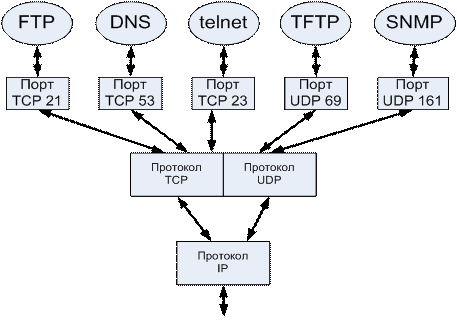 FTP
DNS
telnet
TFTP
SNMP
Порт
TCP 21
Порт
TCP 53
Порт
TCP 23
Порт
UDP 69
Порт
UDP 161
Протокол
TCP
Протокол
UDP
Протокол
IP